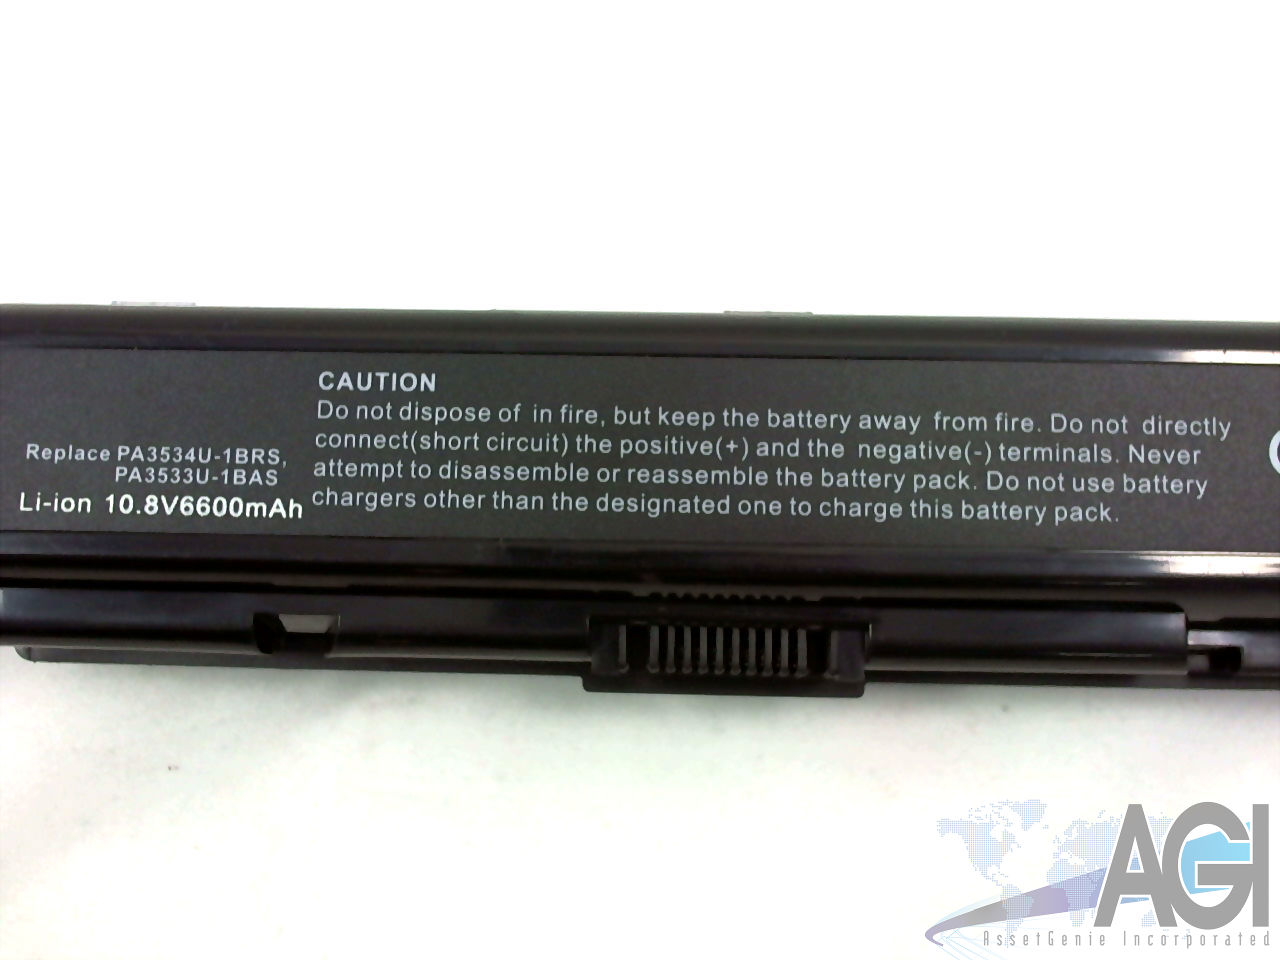 CAUTION
Do not dispose of in fire, but keep the battery away from fire. Do not directly
connect(short circuit) the positive(+) and the negative(-) terminals. Never
attempt to disassemble or reassemble the battery pack. Do not use battery
chargers other than the designated one to charge this battery pack.
Replace PA3534U-1BRS,
PA3533U-1BAS
Li-ion 10.8V6600mAh
AGI
AssetGenie Incorporated